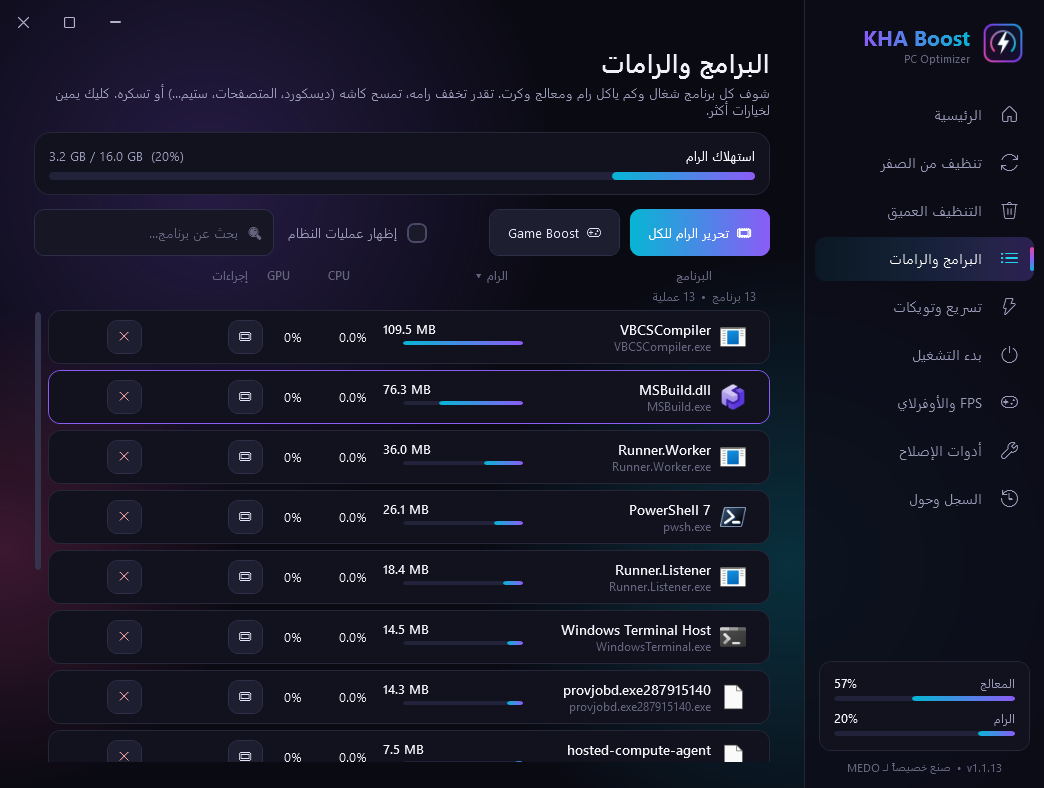 KHA Boost
PC Optimizer
الرئيسية
تنظيف من الصفر
التنظيف العميق
البرامج والرامات
تسريع وتويكات
بدء التشغيل
FPS والأوفرلاي
أدوات الإصلاح
السجل وحول
المعالج 57%
الرام 20%
v1.1.13 • صنع خصيصاً لـ MEDO
البرامج والرامات
شوف كل برنامج شغال وكم ياكل رام ومعالج وكرت. تقدر تخفف رامه، تمسح كاشه (ديسكورد، المتصفحات، ستيم...) أو تسكره. كليك يمين
لخيارات أكثر.
استهلاك الرام 3.2 GB / 16.0 GB (20%)
تحرير الرام للكل
Game Boost
إظهار عمليات النظام
بحث عن برنامج...
البرنامج الرام ▼ CPU GPU إجراءات
13 برنامج • 13 عملية
VBCSCompiler 109.5 MB 0.0% 0%
VBCSCompiler.exe
MSBuild.dll 76.3 MB 0.0% 0%
MSBuild.exe
Runner.Worker 36.0 MB 0.0% 0%
Runner.Worker.exe
PowerShell 7 26.1 MB 0.0% 0%
pwsh.exe
Runner.Listener 18.4 MB 0.0% 0%
Runner.Listener.exe
Windows Terminal Host 14.5 MB 0.0% 0%
WindowsTerminal.exe
provjobd.exe287915140 14.3 MB 0.0% 0%
provjobd.exe287915140.exe
hosted-compute-agent 7.5 MB 0.0% 0%